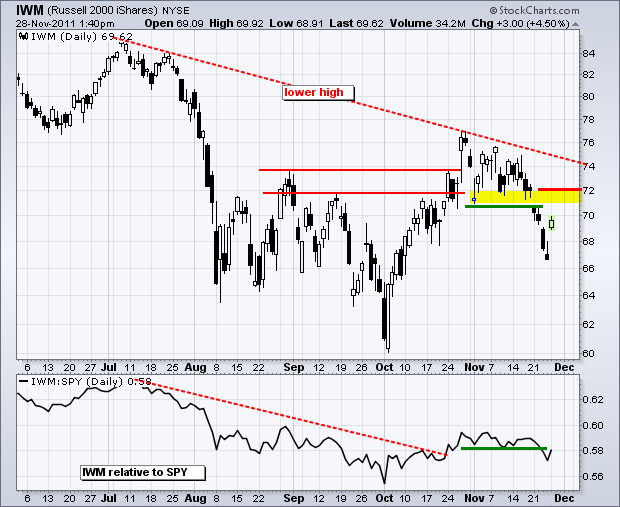 IWM (Russell 2000 iShares) NYSE © StockCharts.com
28-Nov-2011 4:40pm Open 69.09 High 69.92 Low 68.91 Last 69.62 Volume 34.2M Chg +3.00 (+4.50%)
IWM (Daily) 69.62
84
82
80
78
76
74
72
70
68
66
64
62
60
lower high
6 13 20 27 Jul 11 18 25 Aug 8 15 22 Sep 12 19 26 Oct 10 17 24 Nov 7 14 21 Dec
IWM:SPY (Daily) 0.58
0.62
0.60
0.58
0.56
IWM relative to SPY
6 13 20 27 Jul 11 18 25 Aug 8 15 22 Sep 12 19 26 Oct 10 17 24 Nov 7 14 21 Dec